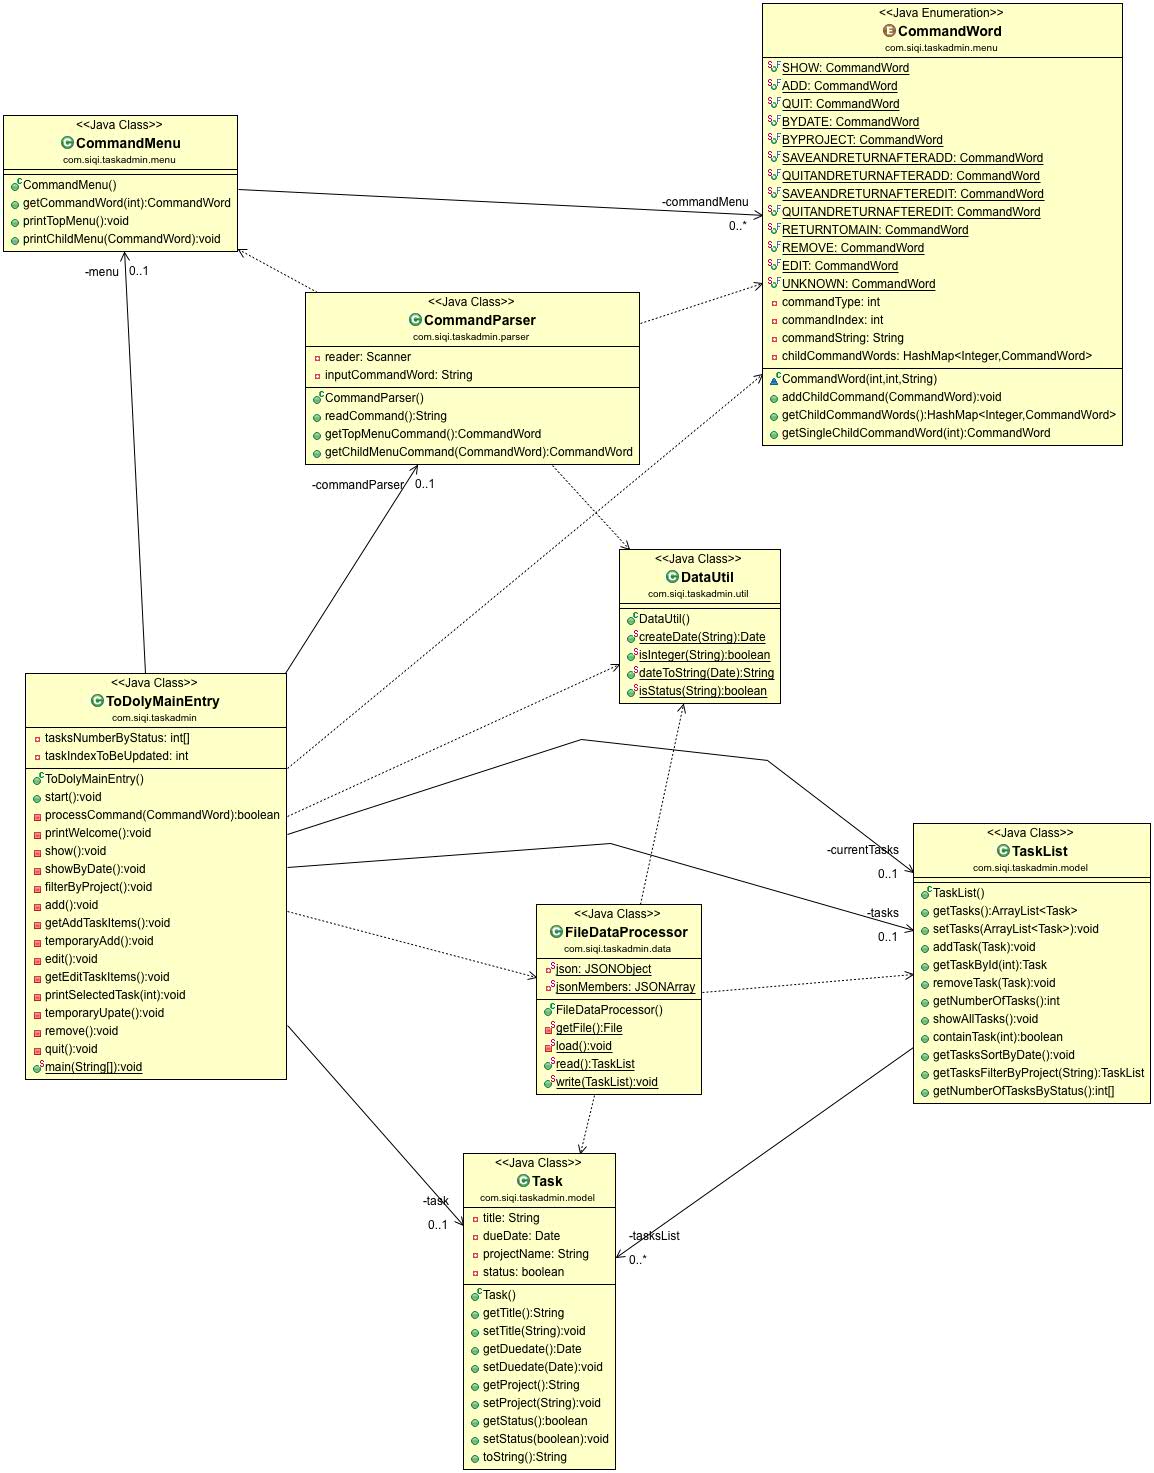 <<Java Enumeration>>
CommandWord
com.siqi.taskadmin.menu
SHOW: CommandWord
ADD: CommandWord
QUIT: CommandWord
BYDATE: CommandWord
BYPROJECT: CommandWord
SAVEANDRETURNAFTERADD: CommandWord
QUITANDRETURNAFTERADD: CommandWord
SAVEANDRETURNAFTEREDIT: CommandWord
QUITANDRETURNAFTEREDIT: CommandWord
RETURNTOMAIN: CommandWord
REMOVE: CommandWord
EDIT: CommandWord
UNKNOWN: CommandWord
commandType: int
commandIndex: int
commandString: String
childCommandWords: HashMap<Integer,CommandWord>
CommandWord(int,int,String)
addChildCommand(CommandWord):void
getChildCommandWords():HashMap<Integer,CommandWord>
getSingleChildCommandWord(int):CommandWord
<<Java Class>>
CommandMenu
com.siqi.taskadmin.menu
CommandMenu()
getCommandWord(int):CommandWord
printTopMenu():void
printChildMenu(CommandWord):void
-commandMenu
0..*
-menu
0..1
<<Java Class>>
CommandParser
com.siqi.taskadmin.parser
reader: Scanner
inputCommandWord: String
CommandParser()
readCommand():String
getTopMenuCommand():CommandWord
getChildMenuCommand(CommandWord):CommandWord
-commandParser
0..1
<<Java Class>>
DataUtil
com.siqi.taskadmin.util
DataUtil()
createDate(String):Date
isInteger(String):boolean
dateToString(Date):String
isStatus(String):boolean
<<Java Class>>
ToDolyMainEntry
com.siqi.taskadmin
tasksNumberByStatus: int[]
taskIndexToBeUpdated: int
ToDolyMainEntry()
start():void
processCommand(CommandWord):boolean
printWelcome():void
show():void
showByDate():void
filterByProject():void
add():void
getAddTaskItems():void
temporaryAdd():void
edit():void
getEditTaskItems():void
printSelectedTask(int):void
temporaryUpate():void
remove():void
quit():void
main(String[]):void
-currentTasks
0..1
-tasks
0..1
<<Java Class>>
TaskList
com.siqi.taskadmin.model
TaskList()
getTasks():ArrayList<Task>
setTasks(ArrayList<Task>):void
addTask(Task):void
getTaskById(int):Task
removeTask(Task):void
getNumberOfTasks():int
showAllTasks():void
containTask(int):boolean
getTasksSortByDate():void
getTasksFilterByProject(String):TaskList
getNumberOfTasksByStatus():int[]
<<Java Class>>
FileDataProcessor
com.siqi.taskadmin.data
json: JSONObject
jsonMembers: JSONArray
FileDataProcessor()
getFile():File
load():void
read():TaskList
write(TaskList):void
-task
0..1
-tasksList
0..*
<<Java Class>>
Task
com.siqi.taskadmin.model
title: String
dueDate: Date
projectName: String
status: boolean
Task()
getTitle():String
setTitle(String):void
getDuedate():Date
setDuedate(Date):void
getProject():String
setProject(String):void
getStatus():boolean
setStatus(boolean):void
toString():String